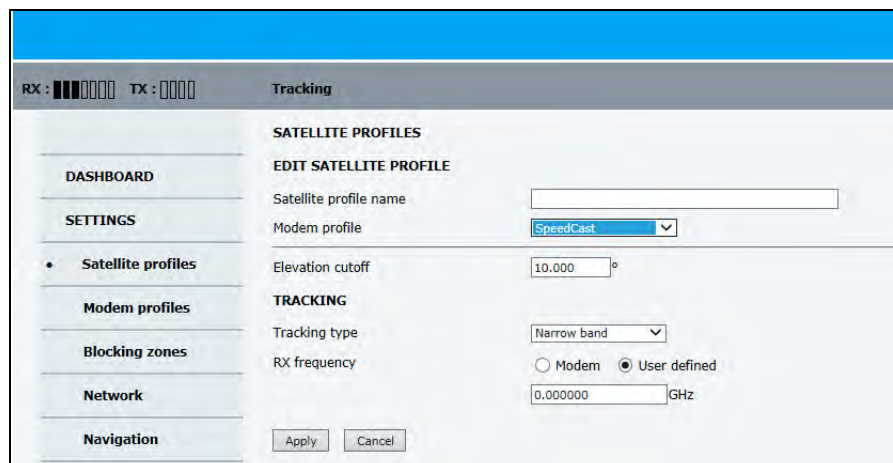 RX : TX : Tracking
SATELLITE PROFILES
EDIT SATELLITE PROFILE
DASHBOARD
Satellite profile name
SETTINGS
Modem profile SpeedCast
• Satellite profiles
Elevation cutoff 10.000 °
TRACKING
Modem profiles
Tracking type Narrow band
Blocking zones
RX frequency Modem User defined
Network
0.000000 GHz
Navigation
Apply Cancel